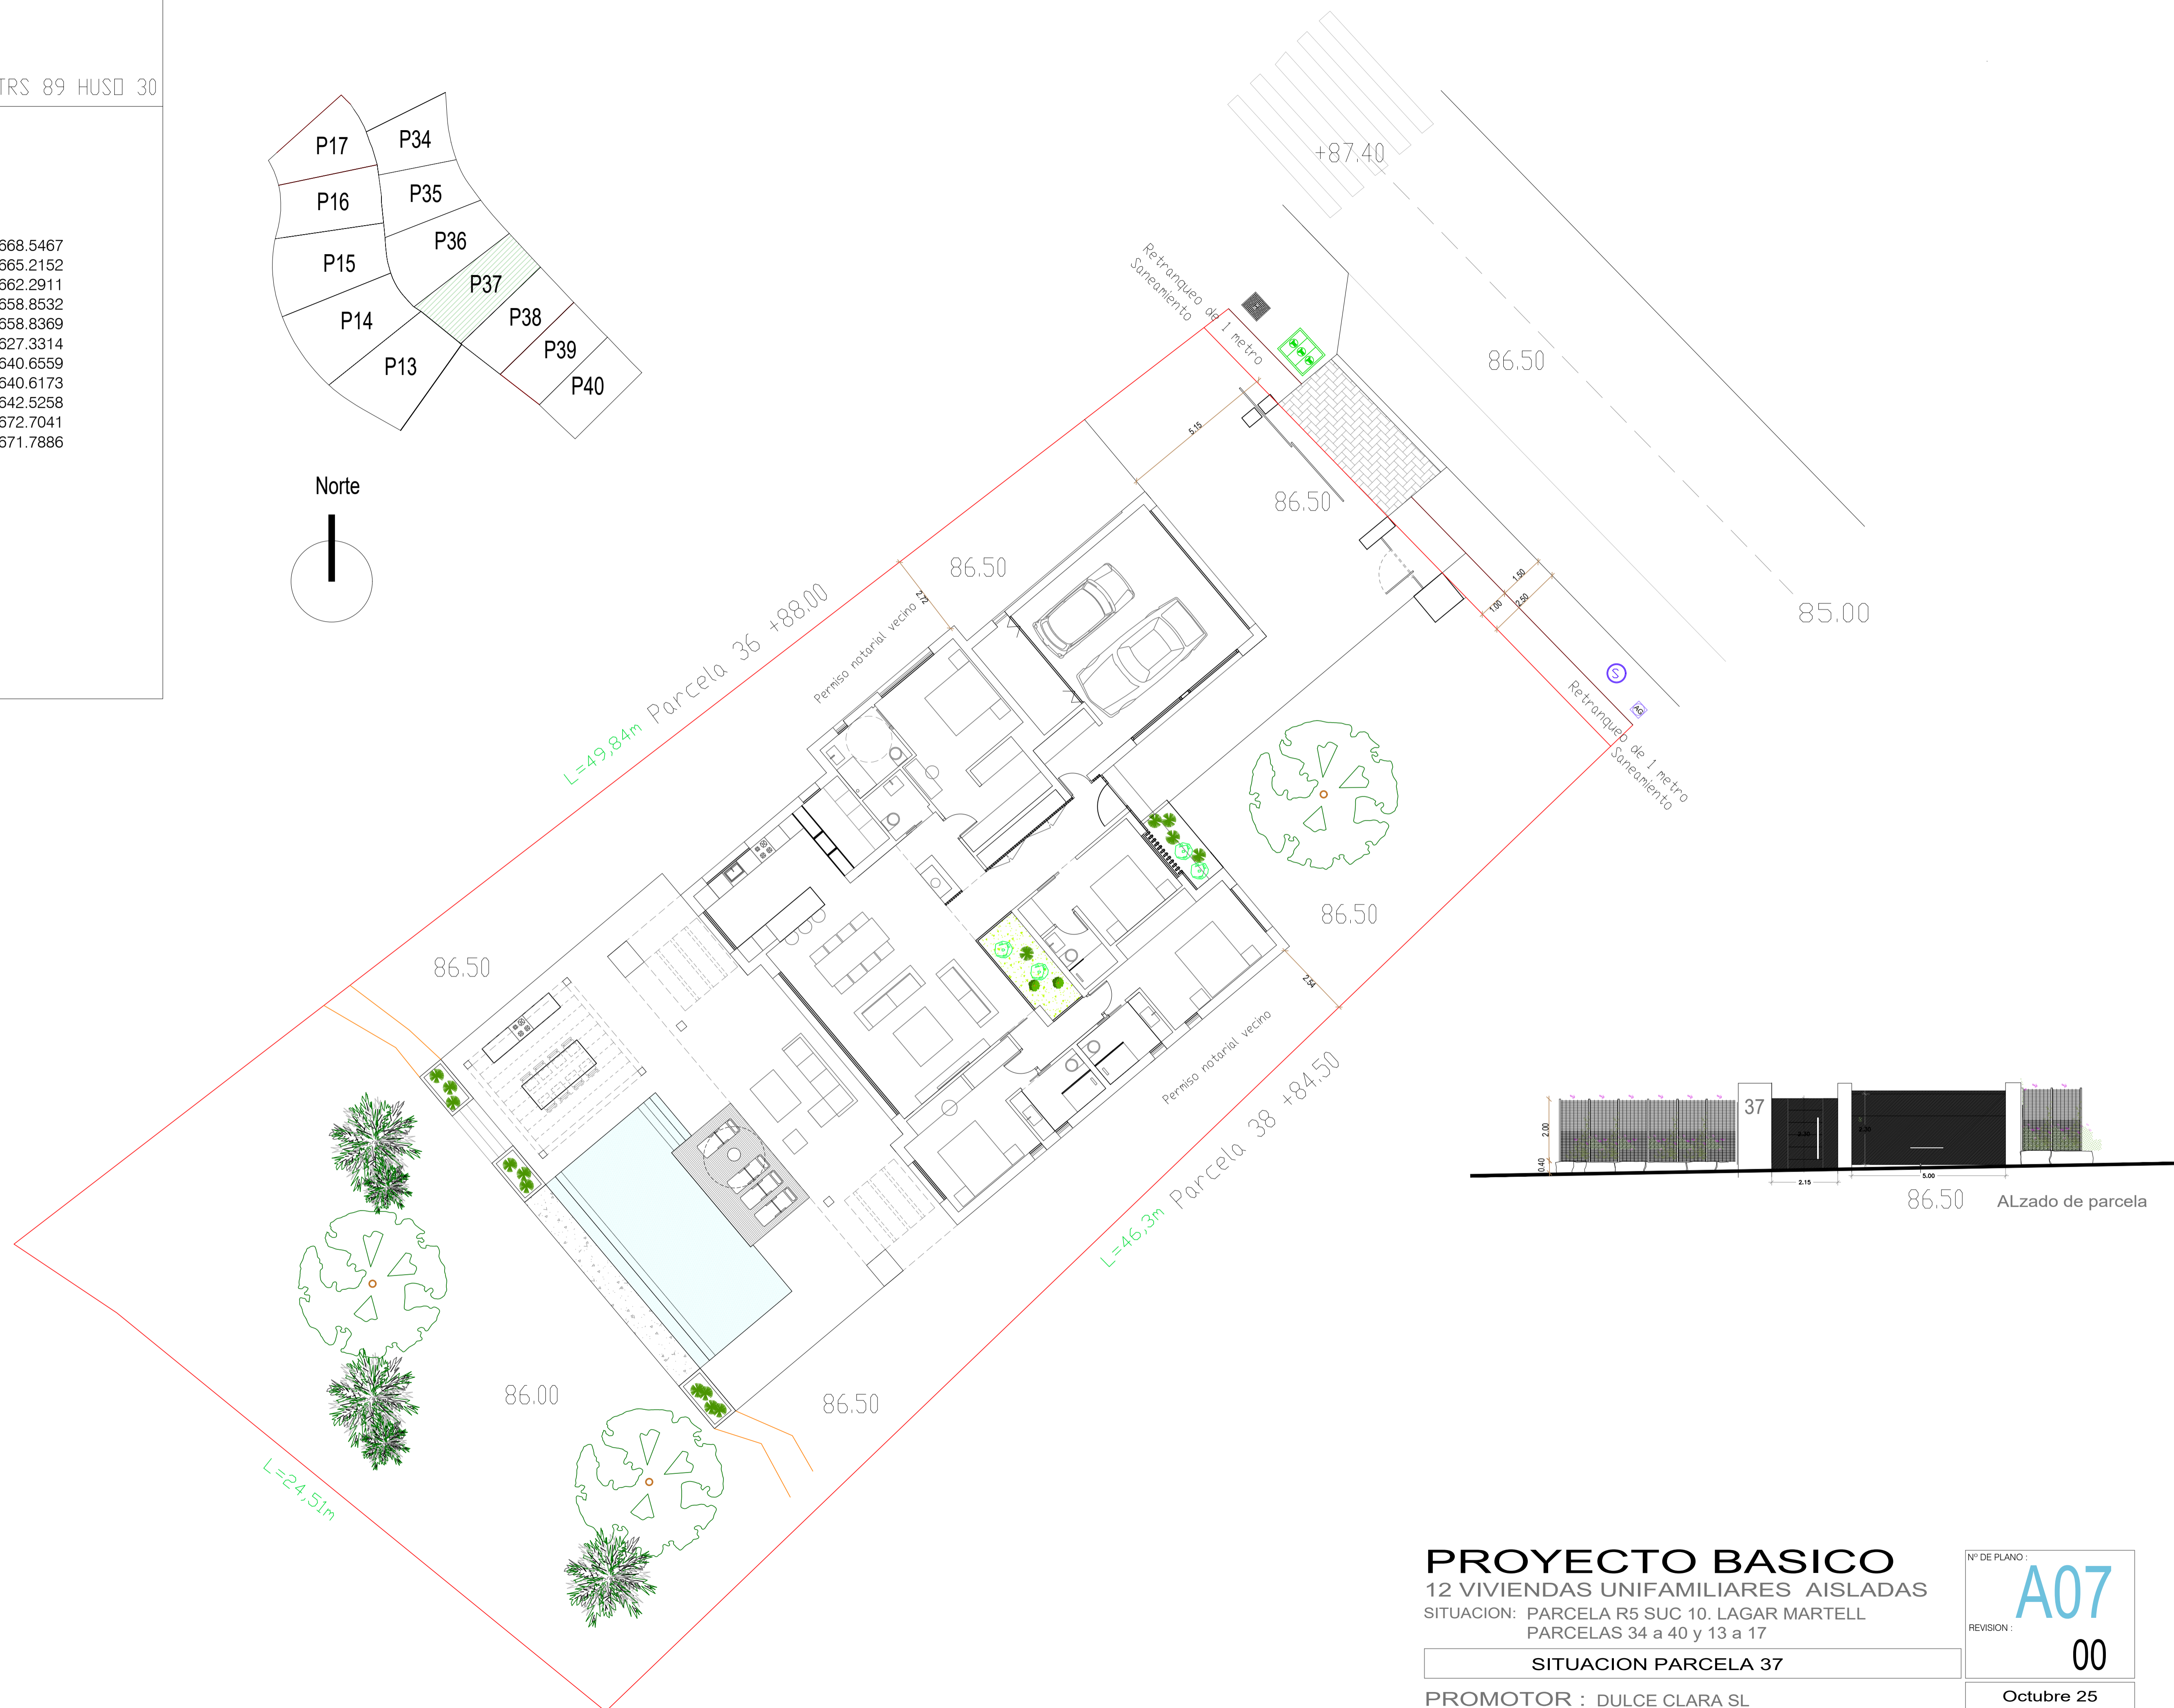 TRS 89 HUSO 30
668.5467
665.2152
662.2911
658.8532
658.8369
627.3314
640.6559
640.6173
642.5258
672.7041
671.7886
P17
P34
P16
P35
P15
P36
P37
P14
P38
P13
P39
P40
Norte
+87.40
Retranqueo de 1 metro
Saneamiento
86.50
86.50
5.15
86.50
2.72
Permiso notarial vecino
L=49,84m Parcela 36 +88.00
1.50
1.00
2.50
85.00
S
AG
Retranqueo de 1 metro
Saneamiento
86.50
86.50
2.54
Permiso notarial vecino
L=46,3m Parcela 38 +84.50
86.00
86.50
L=24,51m
37
2.00
0.40
2.15
5.00
86.50
ALzado de parcela
PROYECTO BASICO
12 VIVIENDAS UNIFAMILIARES AISLADAS
SITUACION: PARCELA R5 SUC 10. LAGAR MARTELL
PARCELAS 34 a 40 y 13 a 17
SITUACION PARCELA 37
PROMOTOR : DULCE CLARA SL
Nº DE PLANO :
A07
REVISION :
00
Octubre 25